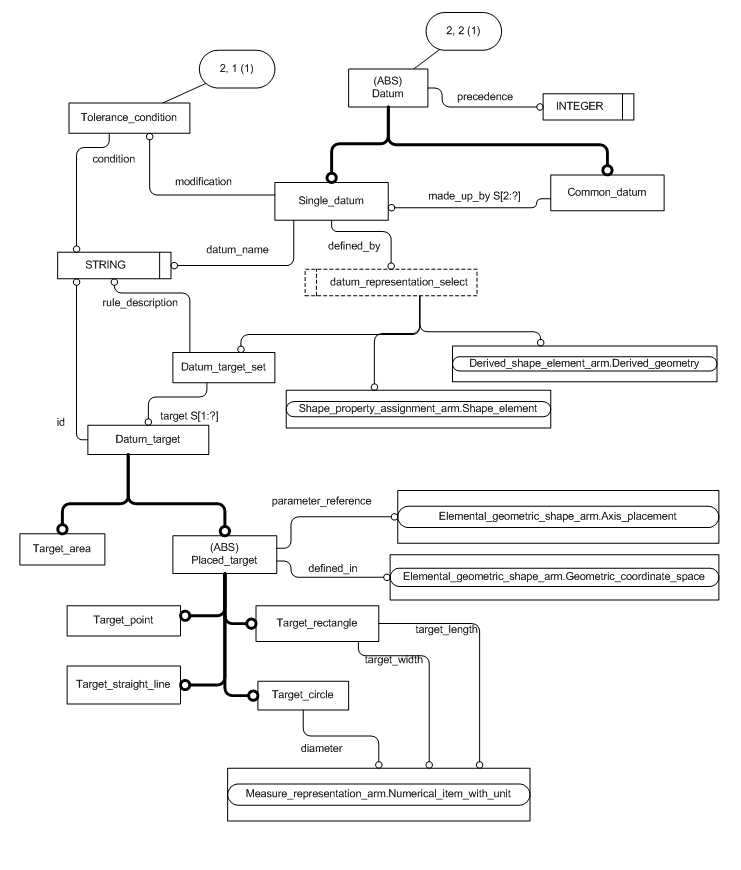 2, 2 (1)
2, 1 (1)
(ABS)
Datum
precedence
INTEGER
Tolerance_condition
condition
modification
Single_datum
made_up_by S[2:?]
Common_datum
datum_name
defined_by
STRING
datum_representation_select
rule_description
Datum_target_set
Derived_shape_element_arm.Derived_geometry
Shape_property_assignment_arm.Shape_element
target S[1:?]
id
Datum_target
parameter_reference
Elemental_geometric_shape_arm.Axis_placement
Target_area
(ABS)
Placed_target
defined_in
Elemental_geometric_shape_arm.Geometric_coordinate_space
Target_point
Target_rectangle
target_length
target_width
Target_straight_line
Target_circle
diameter
Measure_representation_arm.Numerical_item_with_unit